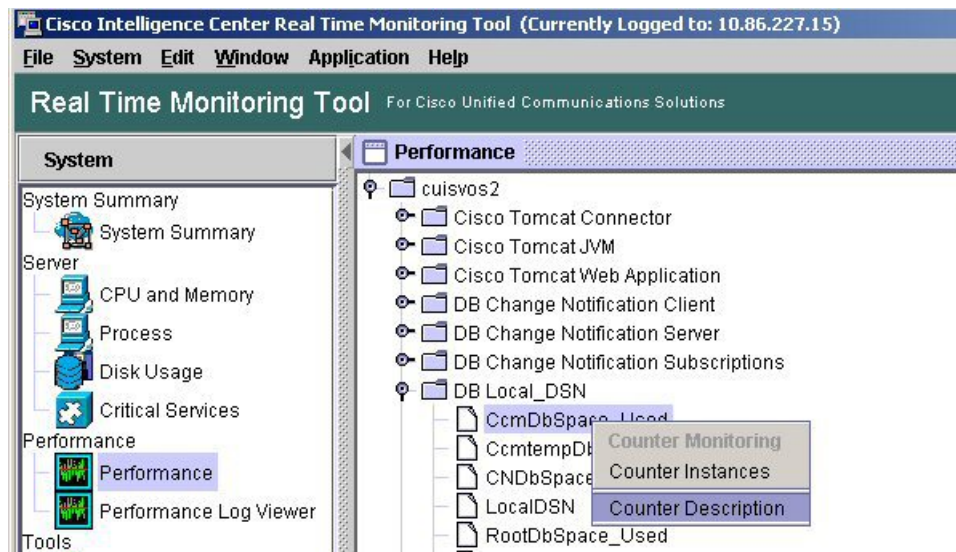 Cisco Intelligence Center Real Time Monitoring Tool (Currently Logged to: 10.86.227.15)
File System Edit Window Application Help
Real Time Monitoring Tool For Cisco Unified Communications Solutions
System
System Summary
System Summary
Server
CPU and Memory
Process
Disk Usage
Critical Services
Performance
Performance
Performance Log Viewer
Tools
Performance
cuisvos2
Cisco Tomcat Connector
Cisco Tomcat JVM
Cisco Tomcat Web Application
DB Change Notification Client
DB Change Notification Server
DB Change Notification Subscriptions
DB Local_DSN
CcmDbSpace_Used
CcmtempDb
CNDbSpace
LocalDSN
RootDbSpace_Used
Counter Monitoring
Counter Instances
Counter Description